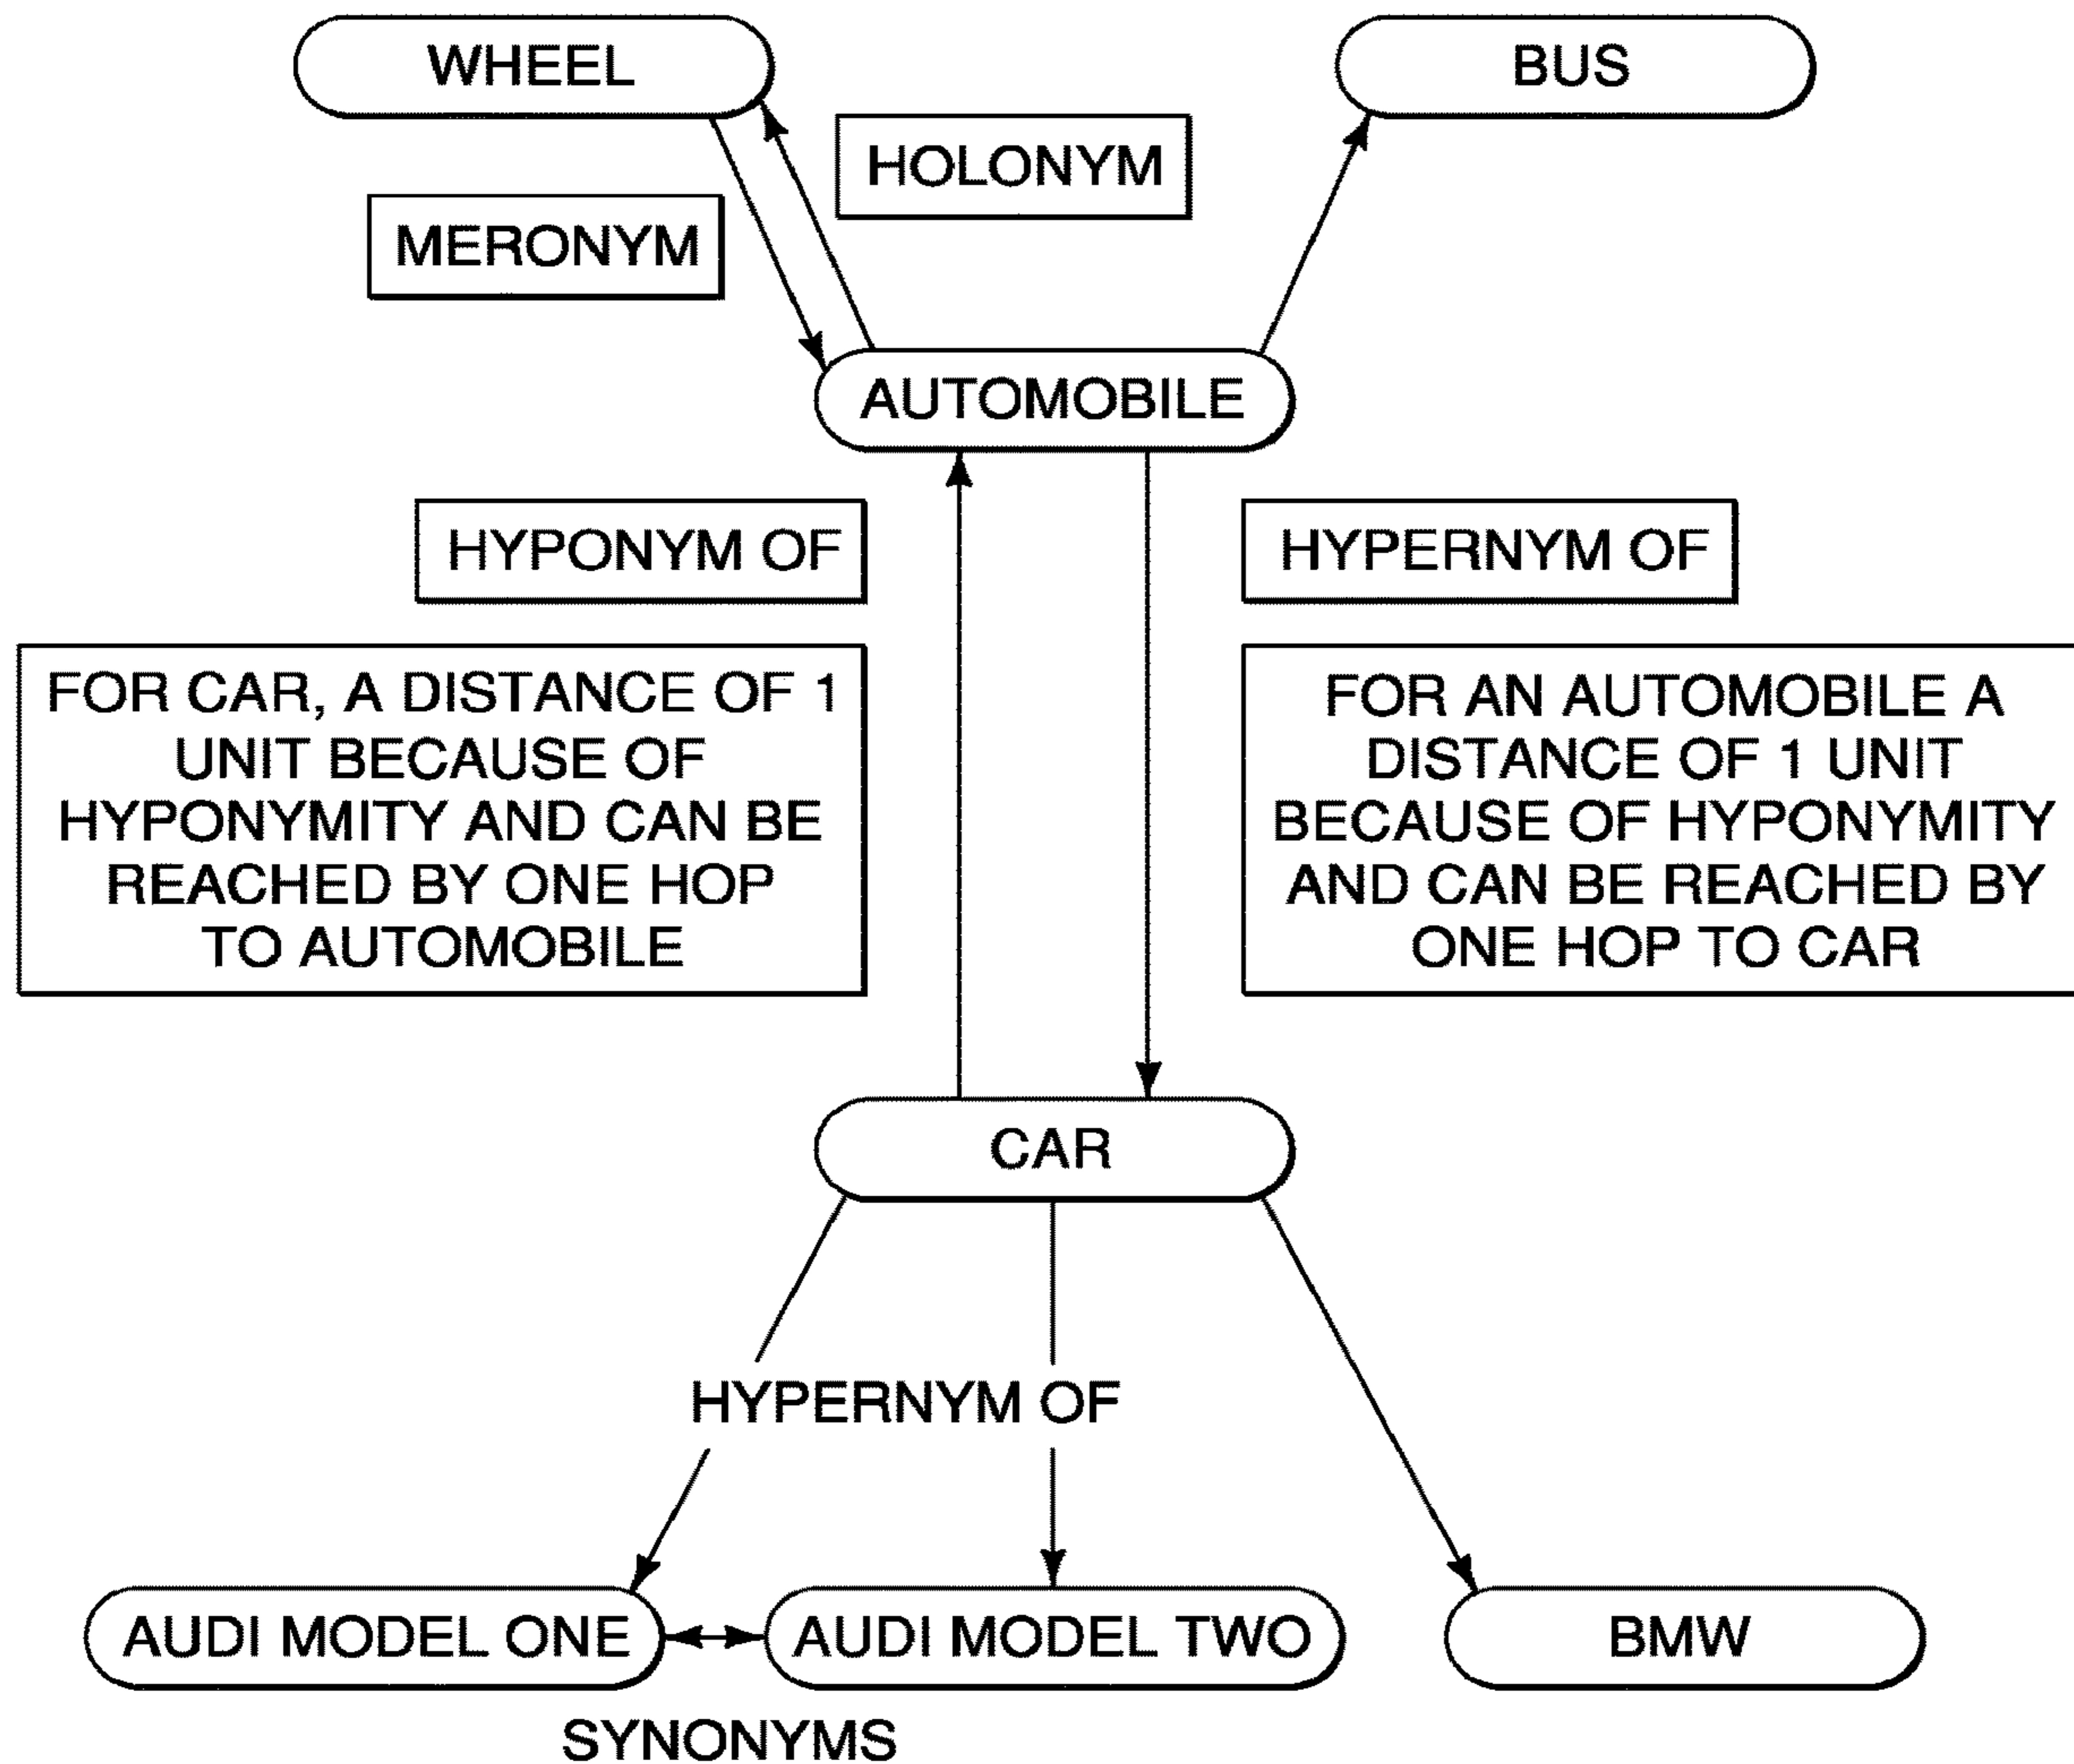 WHEEL
BUS
HOLONYM
MERONYM
AUTOMOBILE
HYPONYM OF
HYPERNYM OF
FOR CAR, A DISTANCE OF 1
UNIT BECAUSE OF
HYPONYMITY AND CAN BE
REACHED BY ONE HOP
TO AUTOMOBILE
FOR AN AUTOMOBILE A
DISTANCE OF 1 UNIT
BECAUSE OF HYPONYMITY
AND CAN BE REACHED BY
ONE HOP TO CAR
CAR
HYPERNYM OF
AUDI MODEL ONE
AUDI MODEL TWO
BMW
SYNONYMS